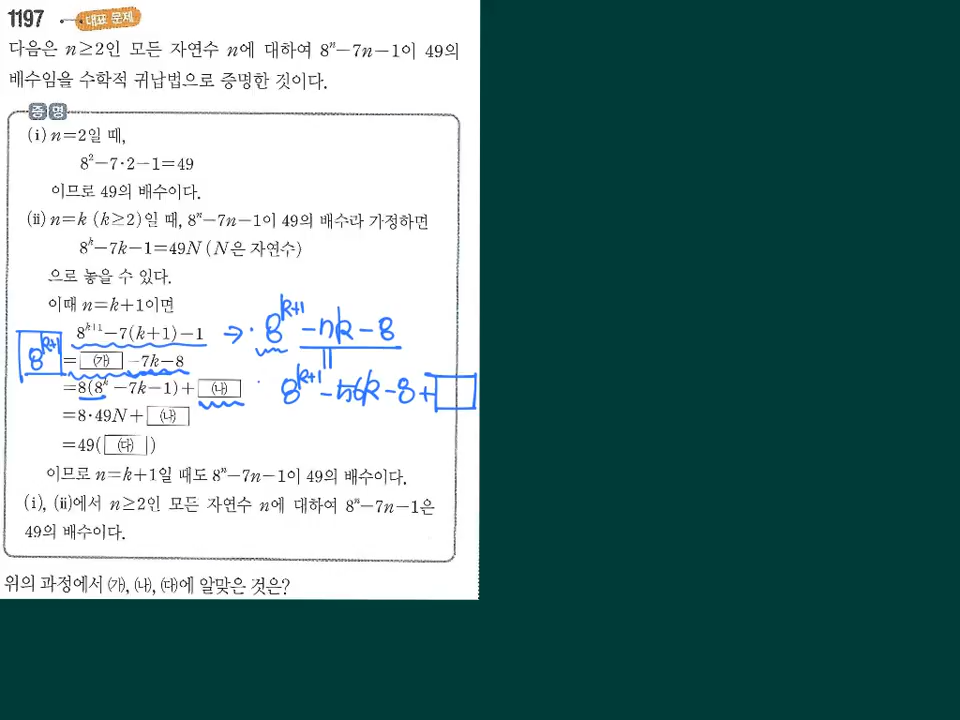 1197 대표 문제
다음은 n≥2인 모든 자연수 n에 대하여 8ⁿ−7n−1이 49의
배수임을 수학적 귀납법으로 증명한 것이다.
증명
(i) n=2일 때,
8²−7·2−1=49
이므로 49의 배수이다.
(ii) n=k (k≥2)일 때, 8ⁿ−7n−1이 49의 배수라 가정하면
8ᵏ−7k−1=49N (N은 자연수)
으로 놓을 수 있다.
이때 n=k+1이면
8ᵏ⁺¹−7(k+1)−1 → · 8ᵏ⁺¹−7k−8
8ᵏ⁺¹ = (가) −7k−8
=8(8ᵏ−7k−1)+ (나) · 8ᵏ⁺¹−56k−8+□
=8·49N+ (나)
=49( (다) )
이므로 n=k+1일 때도 8ⁿ−7n−1이 49의 배수이다.
(i), (ii)에서 n≥2인 모든 자연수 n에 대하여 8ⁿ−7n−1은
49의 배수이다.
위의 과정에서 (가), (나), (다)에 알맞은 것은?